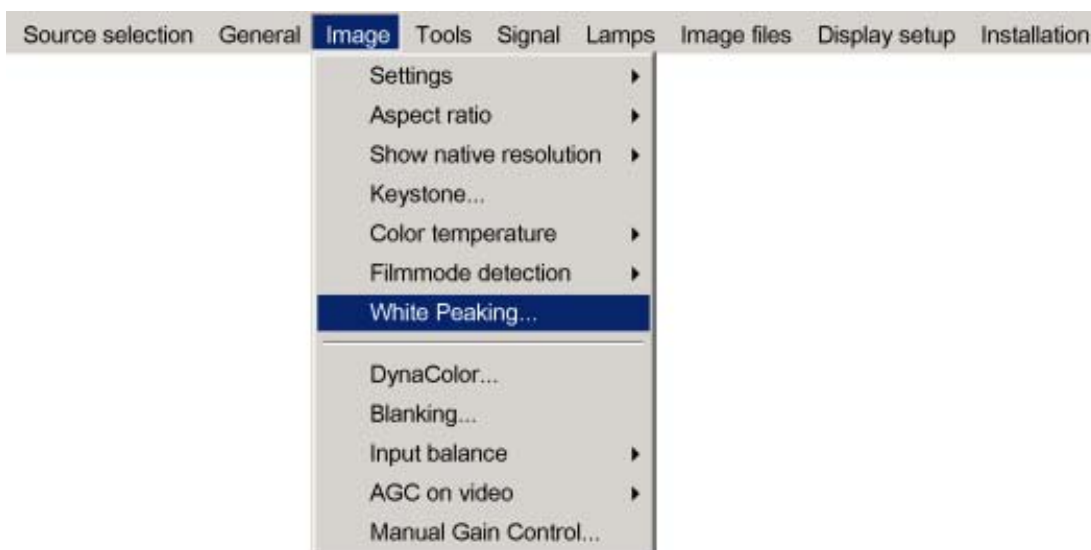 Source selection General Image Tools Signal Lamps Image files Display setup Installation
Settings
Aspect ratio
Show native resolution
Keystone...
Color temperature
Filmmode detection
White Peaking...
DynaColor...
Blanking...
Input balance
AGC on video
Manual Gain Control...